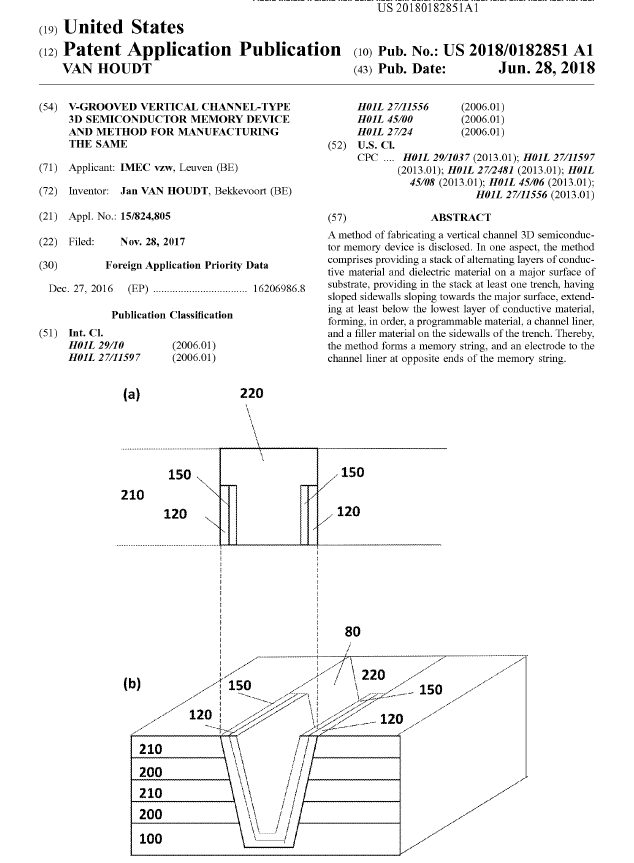 US 20180182851A1
(19) United States
(12) Patent Application Publication (10) Pub. No.: US 2018/0182851 A1
VAN HOUDT (43) Pub. Date: Jun. 28, 2018
(54) V-GROOVED VERTICAL CHANNEL-TYPE
3D SEMICONDUCTOR MEMORY DEVICE
AND METHOD FOR MANUFACTURING
THE SAME
(71) Applicant: IMEC vzw, Leuven (BE)
(72) Inventor: Jan VAN HOUDT, Bekkevoort (BE)
(21) Appl. No.: 15/824,805
(22) Filed: Nov. 28, 2017
(30) Foreign Application Priority Data
Dec. 27, 2016 (EP) .................................. 16206986.8
Publication Classification
(51) Int. Cl.
H01L 29/10 (2006.01)
H01L 27/11597 (2006.01)
H01L 27/11556 (2006.01)
H01L 45/00 (2006.01)
H01L 27/24 (2006.01)
(52) U.S. Cl.
CPC .... H01L 29/1037 (2013.01); H01L 27/11597
(2013.01); H01L 27/2481 (2013.01); H01L
45/08 (2013.01); H01L 45/06 (2013.01);
H01L 27/11556 (2013.01)
(57) ABSTRACT
A method of fabricating a vertical channel 3D semiconduc-
tor memory device is disclosed. In one aspect, the method
comprises providing a stack of alternating layers of conduc-
tive material and dielectric material on a major surface of
substrate, providing in the stack at least one trench, having
sloped sidewalls sloping towards the major surface, extend-
ing at least below the lowest layer of conductive material,
forming, in order, a programmable material, a channel liner,
and a filler material on the sidewalls of the trench. Thereby,
the method forms a memory string, and an electrode to the
channel liner at opposite ends of the memory string.
(a) 220
150 150
210
120 120
80
(b) 220
150 150
120 120
210
200
210
200
100